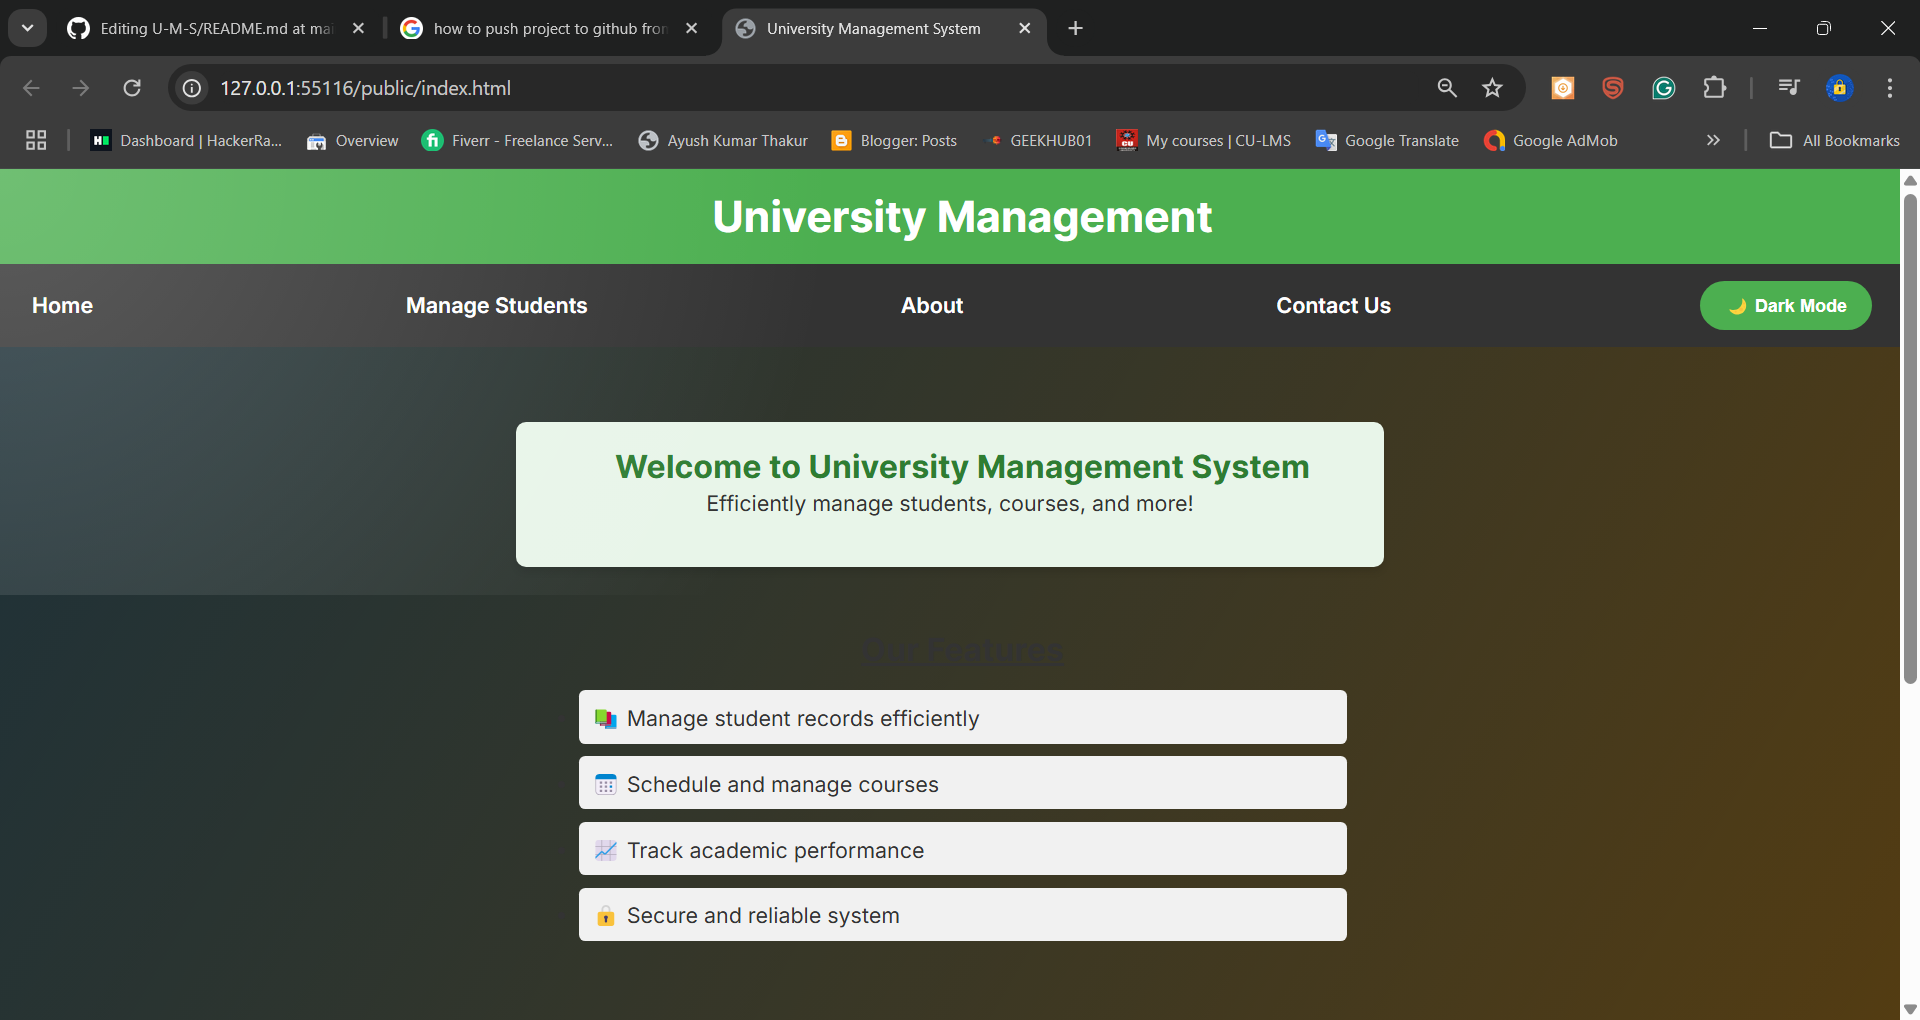 Editing U-M-S/README.md at mai
how to push project to github from
University Management System
127.0.0.1:55116/public/index.html
Dashboard | HackerRa...
Overview
Fiverr - Freelance Serv...
Ayush Kumar Thakur
Blogger: Posts
GEEKHUB01
My courses | CU-LMS
Google Translate
Google AdMob
All Bookmarks
University Management
Home
Manage Students
About
Contact Us
🌙 Dark Mode
Welcome to University Management System
Efficiently manage students, courses, and more!
Our Features
📚 Manage student records efficiently
📅 Schedule and manage courses
📈 Track academic performance
🔒 Secure and reliable system